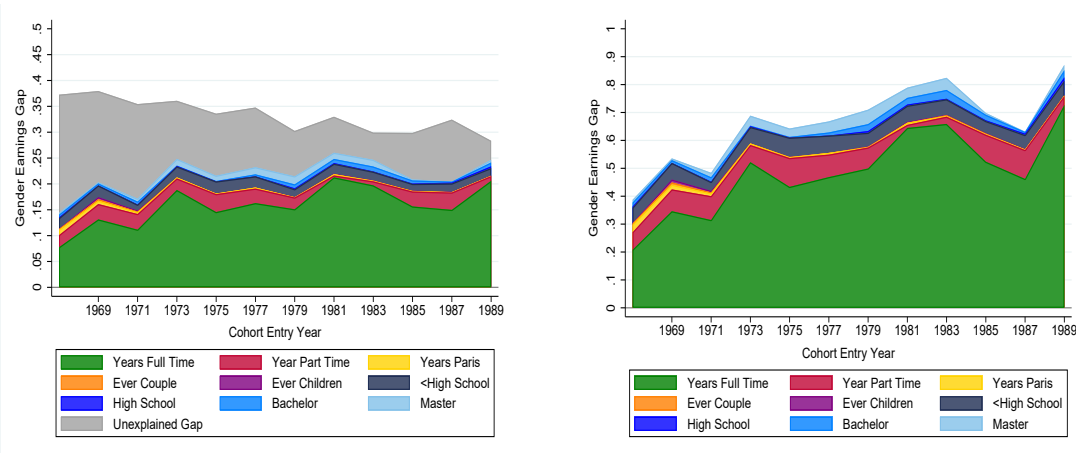 Gender Earnings Gap
.5
.45
.4
.35
.3
.25
.2
.15
.1
.05
0
1969 1971 1973 1975 1977 1979 1981 1983 1985 1987 1989
Cohort Entry Year
Years Full Time Year Part Time Years Paris
Ever Couple Ever Children <High School
High School Bachelor Master
Unexplained Gap
Gender Earnings Gap
1
.9
.8
.7
.6
.5
.4
.3
.2
.1
0
1969 1971 1973 1975 1977 1979 1981 1983 1985 1987 1989
Cohort Entry Year
Years Full Time Year Part Time Years Paris
Ever Couple Ever Children <High School
High School Bachelor Master